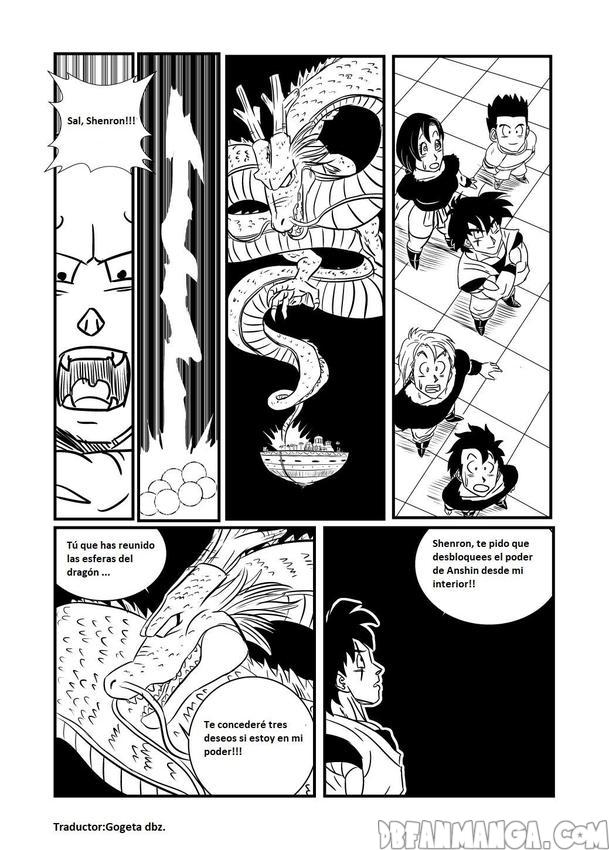 Sal, Shenron!!!
Tú que has reunido
las esferas del
dragón ...
Te concederé tres
deseos si estoy en mi
poder!!!
Shenron, te pido que
desbloquees el poder
de Anshin desde mi
interior!!
Traductor:Gogeta dbz.
DBFANMANGA.COM